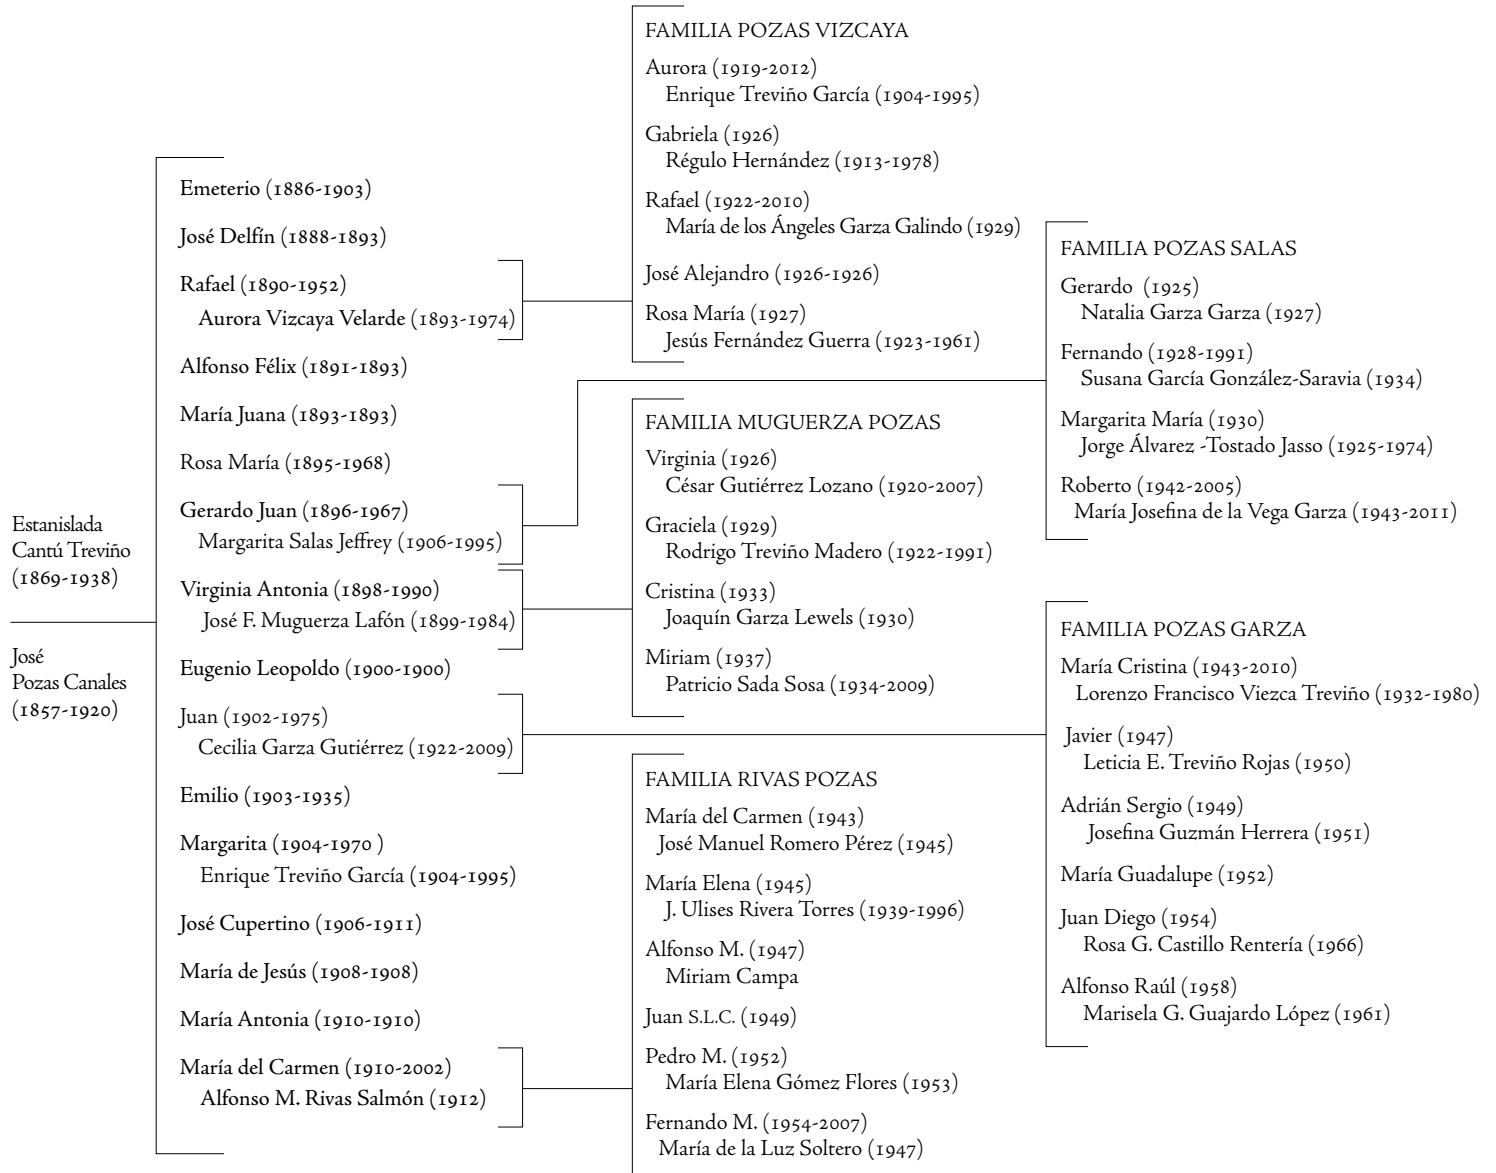 Estanislada
Cantú Treviño
(1869-1938)
José
Pozas Canales
(1857-1920)
Emeterio (1886-1903)
José Delfín (1888-1893)
Rafael (1890-1952)
Aurora Vizcaya Velarde (1893-1974)
Alfonso Félix (1891-1893)
María Juana (1893-1893)
Rosa María (1895-1968)
Gerardo Juan (1896-1967)
Margarita Salas Jeffrey (1906-1995)
Virginia Antonia (1898-1990)
José F. Muguerza Lafón (1899-1984)
Eugenio Leopoldo (1900-1900)
Juan (1902-1975)
Cecilia Garza Gutiérrez (1922-2009)
Emilio (1903-1935)
Margarita (1904-1970 )
Enrique Treviño García (1904-1995)
José Cupertino (1906-1911)
María de Jesús (1908-1908)
María Antonia (1910-1910)
María del Carmen (1910-2002)
Alfonso M. Rivas Salmón (1912)
FAMILIA POZAS VIZCAYA
Aurora (1919-2012)
Enrique Treviño García (1904-1995)
Gabriela (1926)
Régulo Hernández (1913-1978)
Rafael (1922-2010)
María de los Ángeles Garza Galindo (1929)
José Alejandro (1926-1926)
Rosa María (1927)
Jesús Fernández Guerra (1923-1961)
FAMILIA MUGUERZA POZAS
Virginia (1926)
César Gutiérrez Lozano (1920-2007)
Graciela (1929)
Rodrigo Treviño Madero (1922-1991)
Cristina (1933)
Joaquín Garza Lewels (1930)
Miriam (1937)
Patricio Sada Sosa (1934-2009)
FAMILIA RIVAS POZAS
María del Carmen (1943)
José Manuel Romero Pérez (1945)
María Elena (1945)
J. Ulises Rivera Torres (1939-1996)
Alfonso M. (1947)
Miriam Campa
Juan S.L.C. (1949)
Pedro M. (1952)
María Elena Gómez Flores (1953)
Fernando M. (1954-2007)
María de la Luz Soltero (1947)
FAMILIA POZAS SALAS
Gerardo (1925)
Natalia Garza Garza (1927)
Fernando (1928-1991)
Susana García González-Saravia (1934)
Margarita María (1930)
Jorge Álvarez -Tostado Jasso (1925-1974)
Roberto (1942-2005)
María Josefina de la Vega Garza (1943-2011)
FAMILIA POZAS GARZA
María Cristina (1943-2010)
Lorenzo Francisco Viezca Treviño (1932-1980)
Javier (1947)
Leticia E. Treviño Rojas (1950)
Adrián Sergio (1949)
Josefina Guzmán Herrera (1951)
María Guadalupe (1952)
Juan Diego (1954)
Rosa G. Castillo Rentería (1966)
Alfonso Raúl (1958)
Marisela G. Guajardo López (1961)